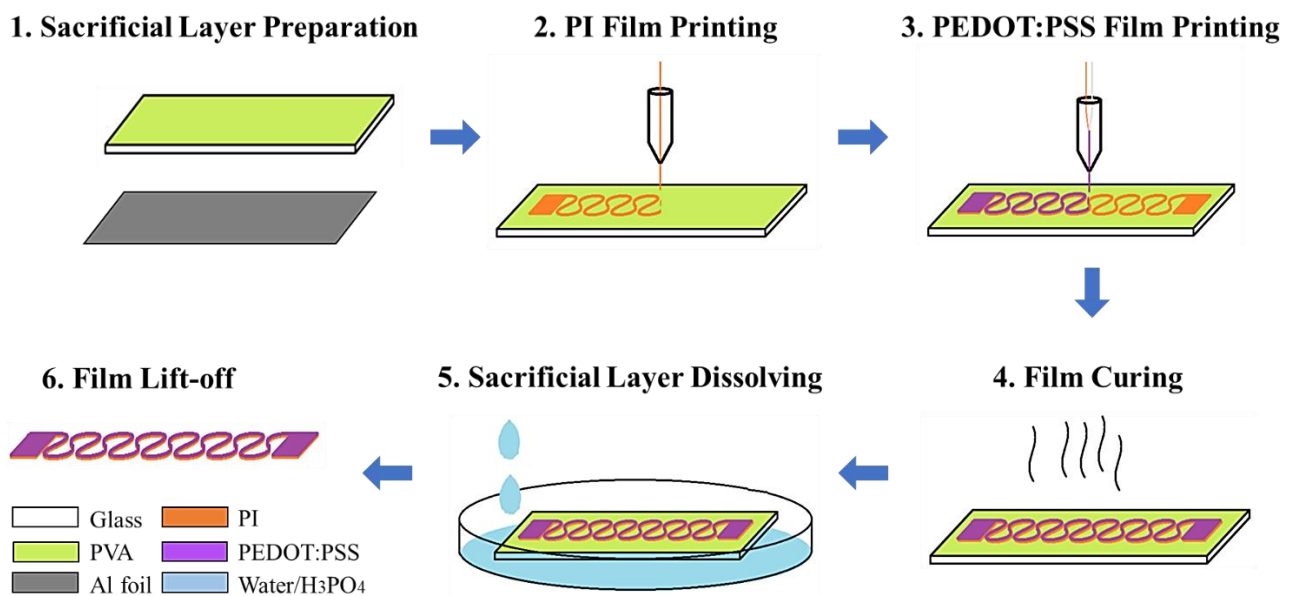 1. Sacrificial Layer Preparation
2. PI Film Printing
3. PEDOT:PSS Film Printing
6. Film Lift-off
5. Sacrificial Layer Dissolving
4. Film Curing
Glass
PI
PVA
PEDOT:PSS
Al foil
Water/H3PO4